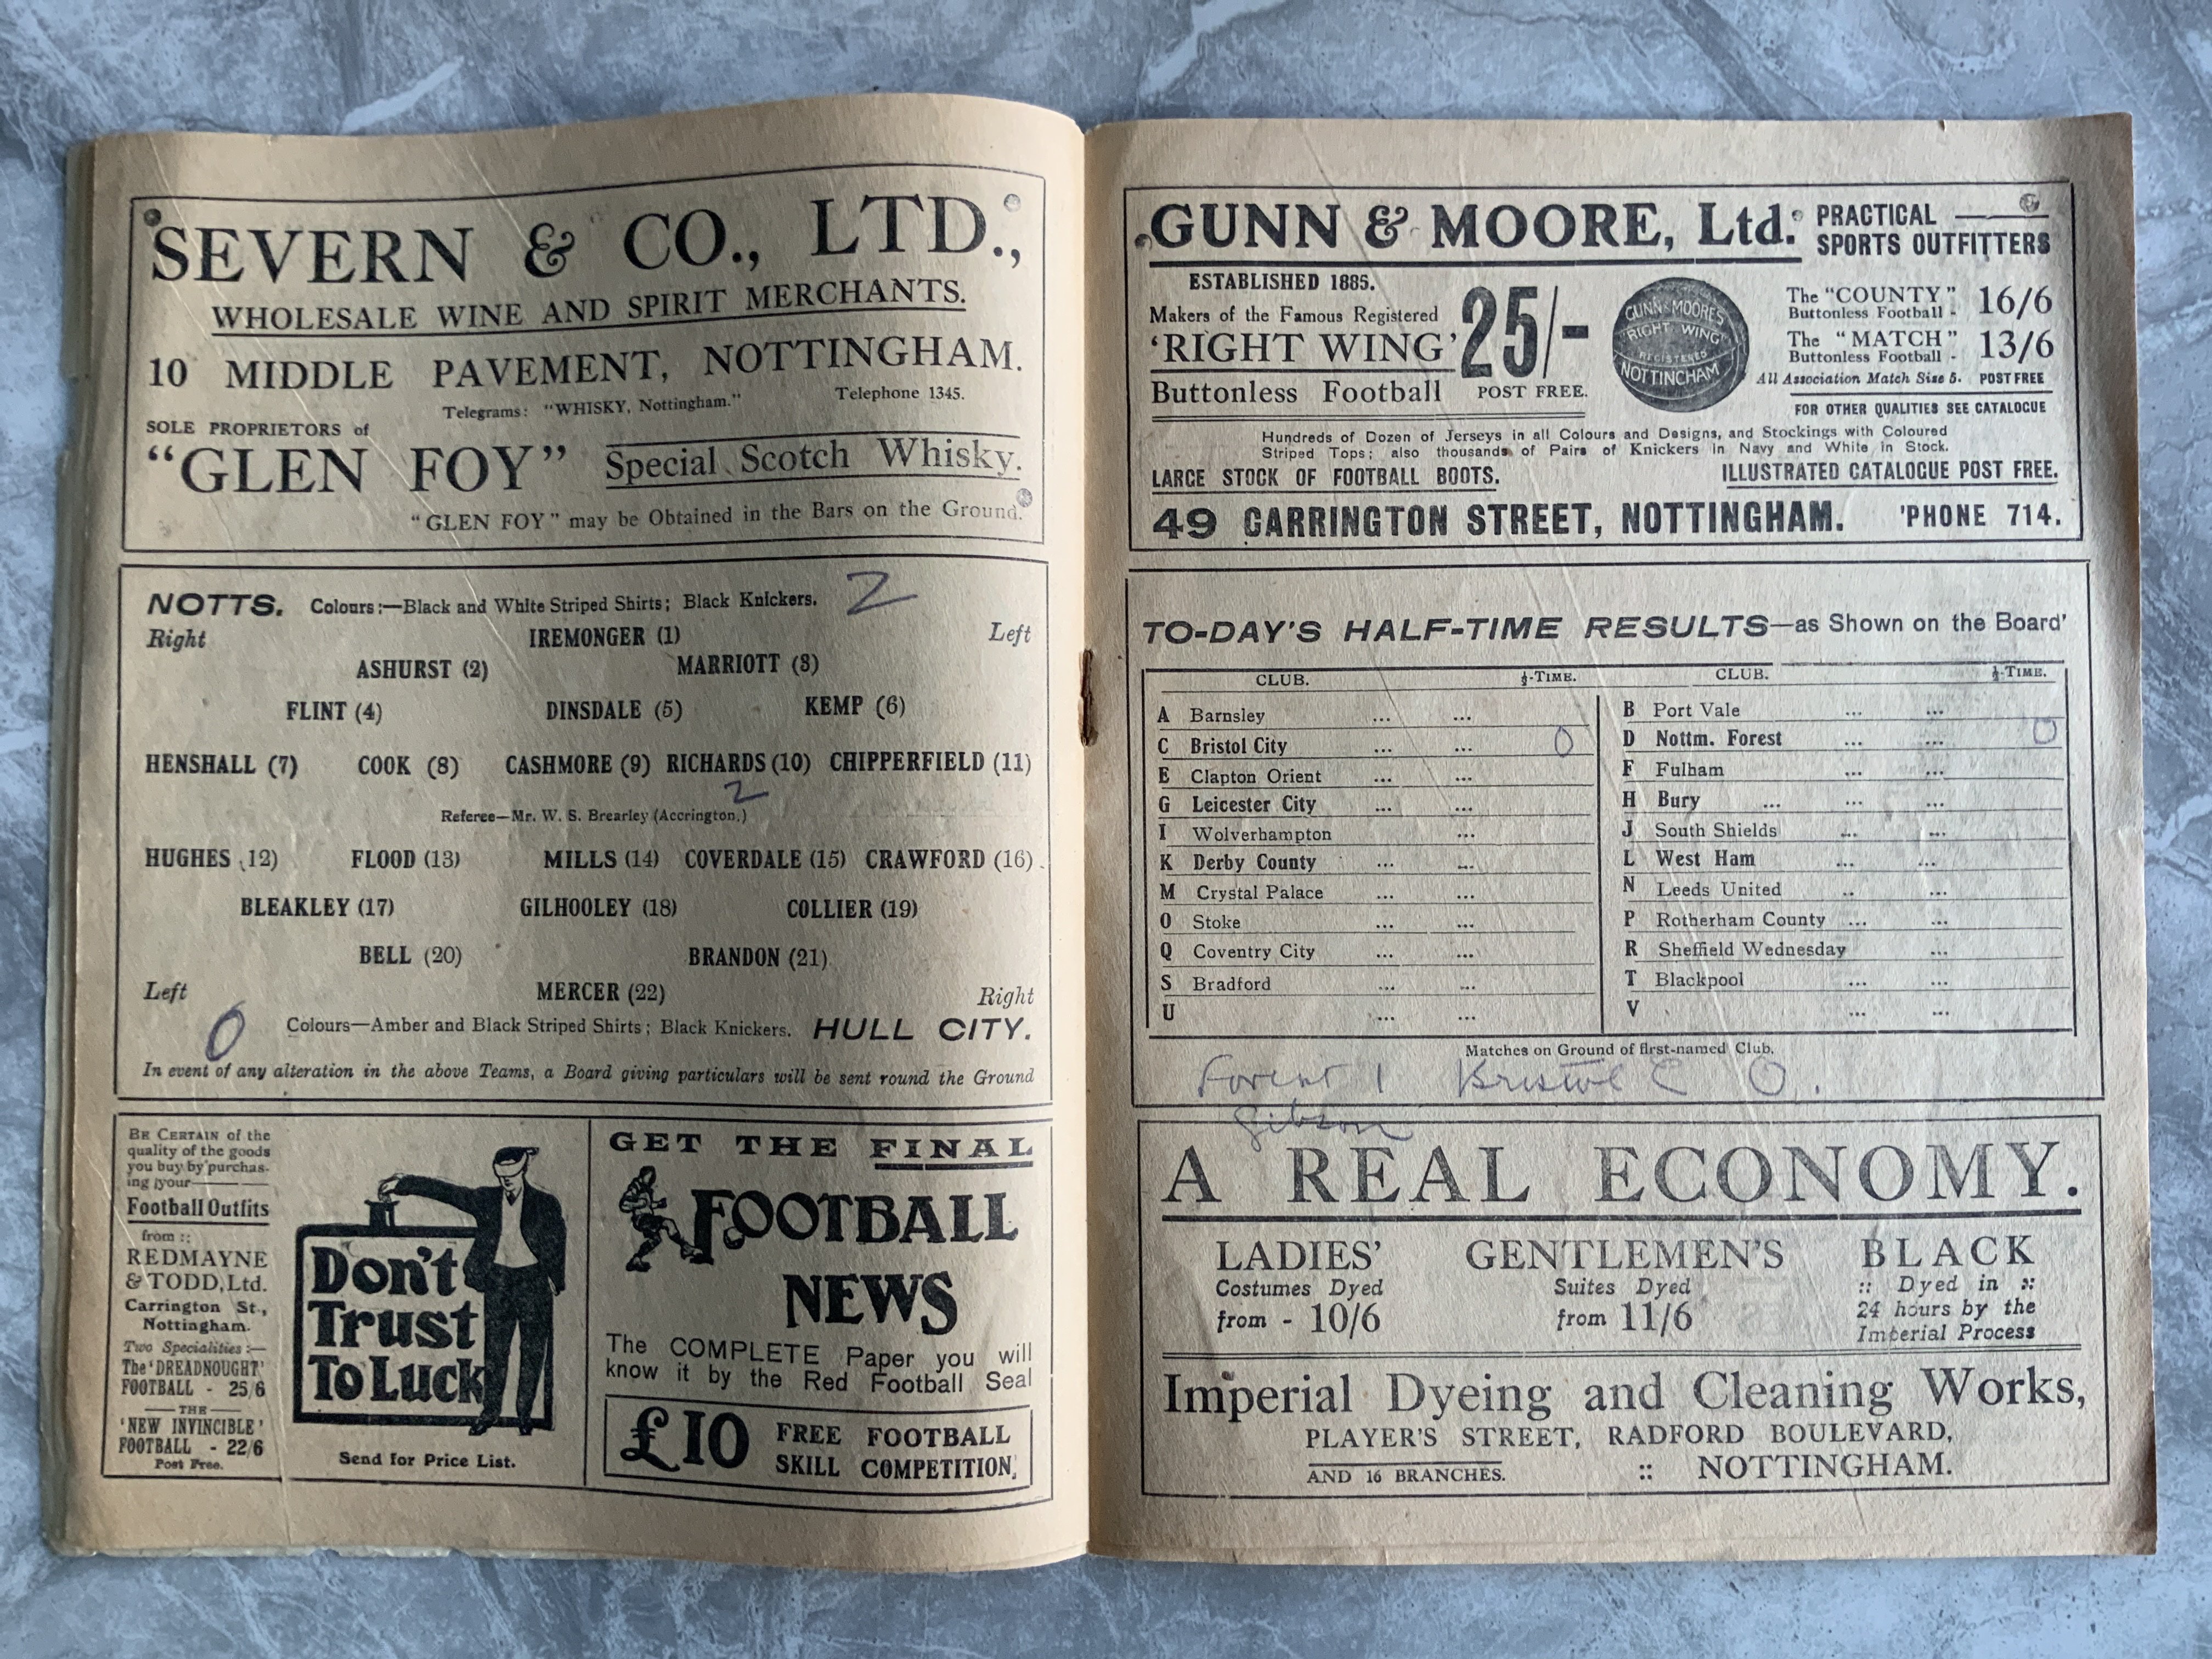 SEVERN & CO., LTD.,
WHOLESALE WINE AND SPIRIT MERCHANTS.
10 MIDDLE PAVEMENT, NOTTINGHAM.
Telegrams: "WHISKY, Nottingham." Telephone 1345.
SOLE PROPRIETORS of
"GLEN FOY" Special Scotch Whisky.
"GLEN FOY" may be Obtained in the Bars on the Ground.
NOTTS. Colours:—Black and White Striped Shirts; Black Knickers. 2
Right IREMONGER (1) Left
ASHURST (2) MARRIOTT (3)
FLINT (4) DINSDALE (5) KEMP (6)
HENSHALL (7) COOK (8) CASHMORE (9) RICHARDS (10) CHIPPERFIELD (11)
2
Referee—Mr. W. S. Brearley (Accrington.)
HUGHES (12) FLOOD (13) MILLS (14) COVERDALE (15) CRAWFORD (16)
BLEAKLEY (17) GILHOOLEY (18) COLLIER (19)
BELL (20) BRANDON (21)
Left MERCER (22) Right
0 Colours—Amber and Black Striped Shirts; Black Knickers. HULL CITY.
In event of any alteration in the above Teams, a Board giving particulars will be sent round the Ground
BE CERTAIN of the
quality of the goods
you buy by purchas-
ing your
Football Outfits
from ::
REDMAYNE
& TODD, Ltd.
Carrington St.,
Nottingham.
Two Specialities:—
The 'DREADNOUGHT'
FOOTBALL - 25/6
THE
'NEW INVINCIBLE'
FOOTBALL - 22/6
Post Free.
Don't
Trust
To Luck
Send for Price List.
GET THE FINAL
FOOTBALL
NEWS
The COMPLETE Paper you will
know it by the Red Football Seal
£10 FREE FOOTBALL
SKILL COMPETITION.
GUNN & MOORE, Ltd. PRACTICAL
SPORTS OUTFITTERS
ESTABLISHED 1885.
Makers of the Famous Registered
'RIGHT WING' 25/-
Buttonless Football POST FREE.
GUNN & MOORE'S
"RIGHT WING"
REGISTERED
NOTTINGHAM
The "COUNTY" 16/6
Buttonless Football -
The "MATCH" 13/6
Buttonless Football -
All Association Match Size 5. POST FREE
FOR OTHER QUALITIES SEE CATALOGUE
Hundreds of Dozen of Jerseys in all Colours and Designs, and Stockings with Coloured
Striped Tops; also thousands of Pairs of Knickers in Navy and White in Stock.
LARGE STOCK OF FOOTBALL BOOTS. ILLUSTRATED CATALOGUE POST FREE.
49 CARRINGTON STREET, NOTTINGHAM. 'PHONE 714.
TO-DAY'S HALF-TIME RESULTS—as Shown on the Board'
CLUB. ½-TIME. CLUB. ½-TIME.
A Barnsley ... ... B Port Vale ... ...
C Bristol City ... ... 0 D Nottm. Forest ... ... 0
E Clapton Orient ... ... F Fulham ... ...
G Leicester City ... ... H Bury ... ... ...
I Wolverhampton ... J South Shields ... ...
K Derby County ... ... L West Ham ... ...
M Crystal Palace ... ... N Leeds United .. ...
O Stoke ... ... P Rotherham County ... ...
Q Coventry City ... ... R Sheffield Wednesday ...
S Bradford ... ... T Blackpool ... ...
U ... ... V ... ...
Matches on Ground of first-named Club.
Forest 1 Bristol C 0.
Gibson
A REAL ECONOMY.
LADIES' GENTLEMEN'S BLACK
Costumes Dyed Suites Dyed :: Dyed in ::
from - 10/6 from 11/6 24 hours by the
Imperial Process
Imperial Dyeing and Cleaning Works,
PLAYER'S STREET, RADFORD BOULEVARD,
AND 16 BRANCHES. :: NOTTINGHAM.